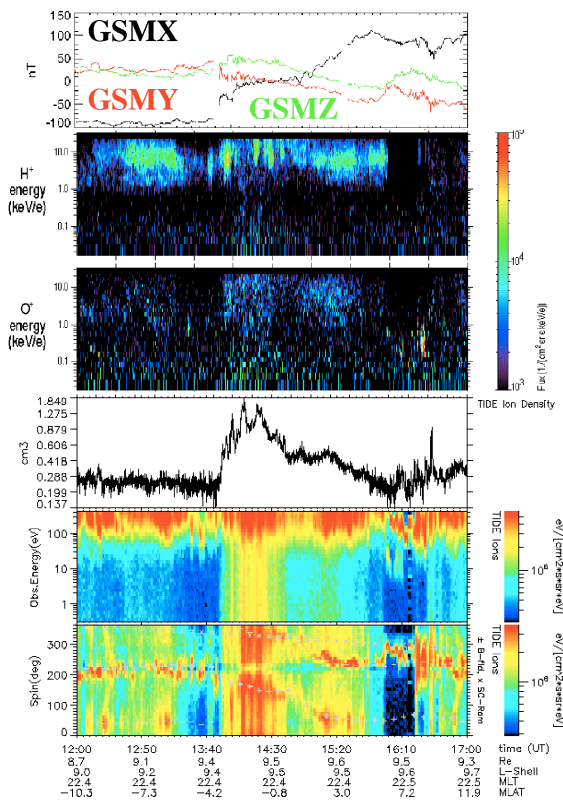 150
100
50
0
-50
-100
nT
GSMX
GSMY
GSMZ
10.0
1.0
0.1
H+
energy
(keV/e)
10.0
1.0
0.1
O+
energy
(keV/e)
10^5
10^4
10^3
Flux[1/(cm²s sr keV/e)]
TIDE Ion Density
1.849
1.275
0.879
0.606
0.418
0.288
0.199
0.137
cm3
100
10
1
Obs.Energy(eV)
TIDE Ions
eV/[cm2*s*sr*eV]
10^6
300
200
100
0
Spin(deg)
± B-fld, x SC-Ram
TIDE Ions
eV/[cm2*s*sr*eV]
10^6
12:00 12:50 13:40 14:30 15:20 16:10 17:00 time (UT)
8.7 9.1 9.4 9.5 9.6 9.5 9.3 Re
9.0 9.2 9.4 9.5 9.5 9.6 9.7 L-Shell
22.4 22.4 22.4 22.4 22.4 22.5 22.5 MLT
-10.3 -7.3 -4.2 -0.8 3.0 7.2 11.9 MLAT